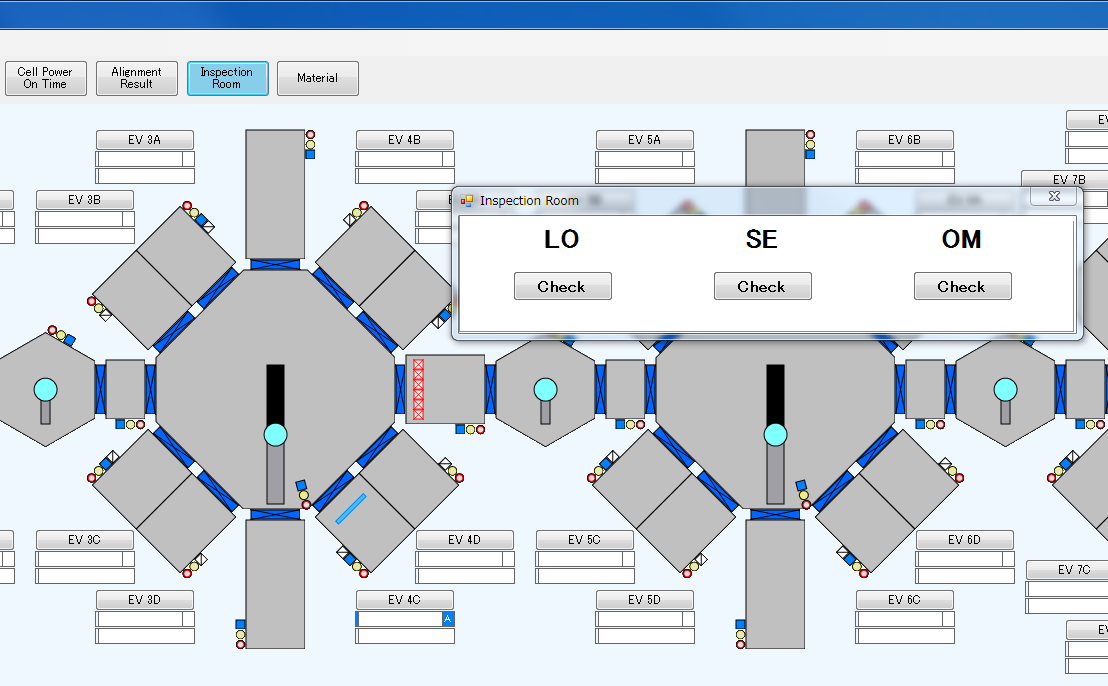 Cell Power
On Time
Alignment
Result
Inspection
Room
Material
EV 3A
EV 4B
EV 5A
EV 6B
EV 3B
EV 7B
Inspection Room
LO
SE
OM
Check
Check
Check
EV 3C
EV 4D
EV 5C
EV 6D
EV 7C
EV 3D
EV 4C
EV 5D
EV 6C
A